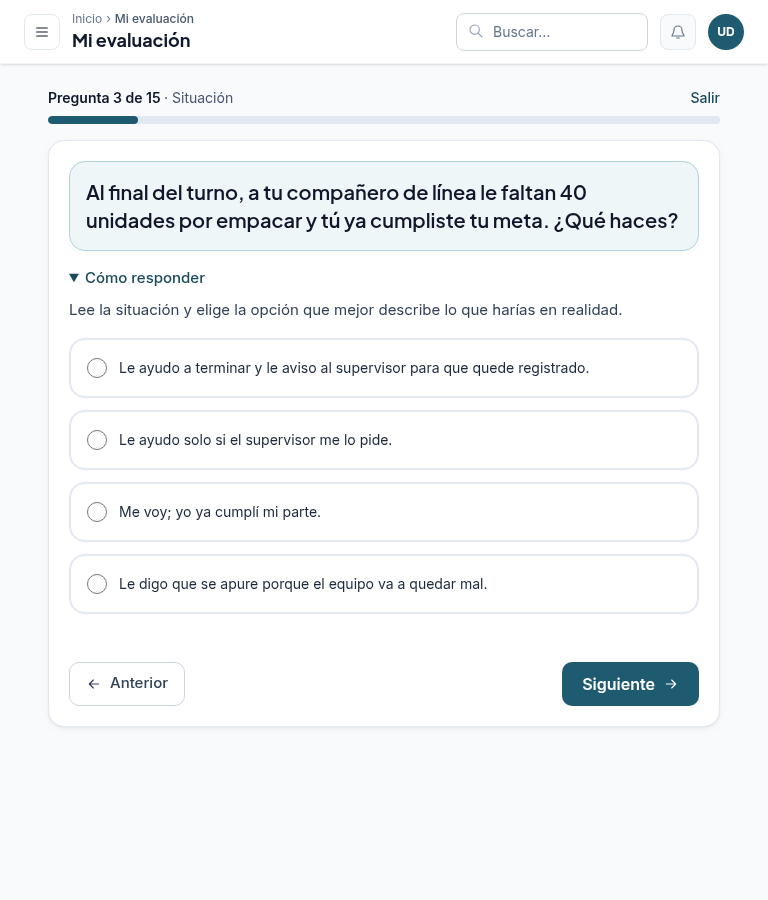 Inicio › Mi evaluación
Mi evaluación
Buscar...
UD
Pregunta 3 de 15 · Situación
Salir
Al final del turno, a tu compañero de línea le faltan 40
unidades por empacar y tú ya cumpliste tu meta. ¿Qué haces?
Cómo responder
Lee la situación y elige la opción que mejor describe lo que harías en realidad.
Le ayudo a terminar y le aviso al supervisor para que quede registrado.
Le ayudo solo si el supervisor me lo pide.
Me voy; yo ya cumplí mi parte.
Le digo que se apure porque el equipo va a quedar mal.
Anterior
Siguiente